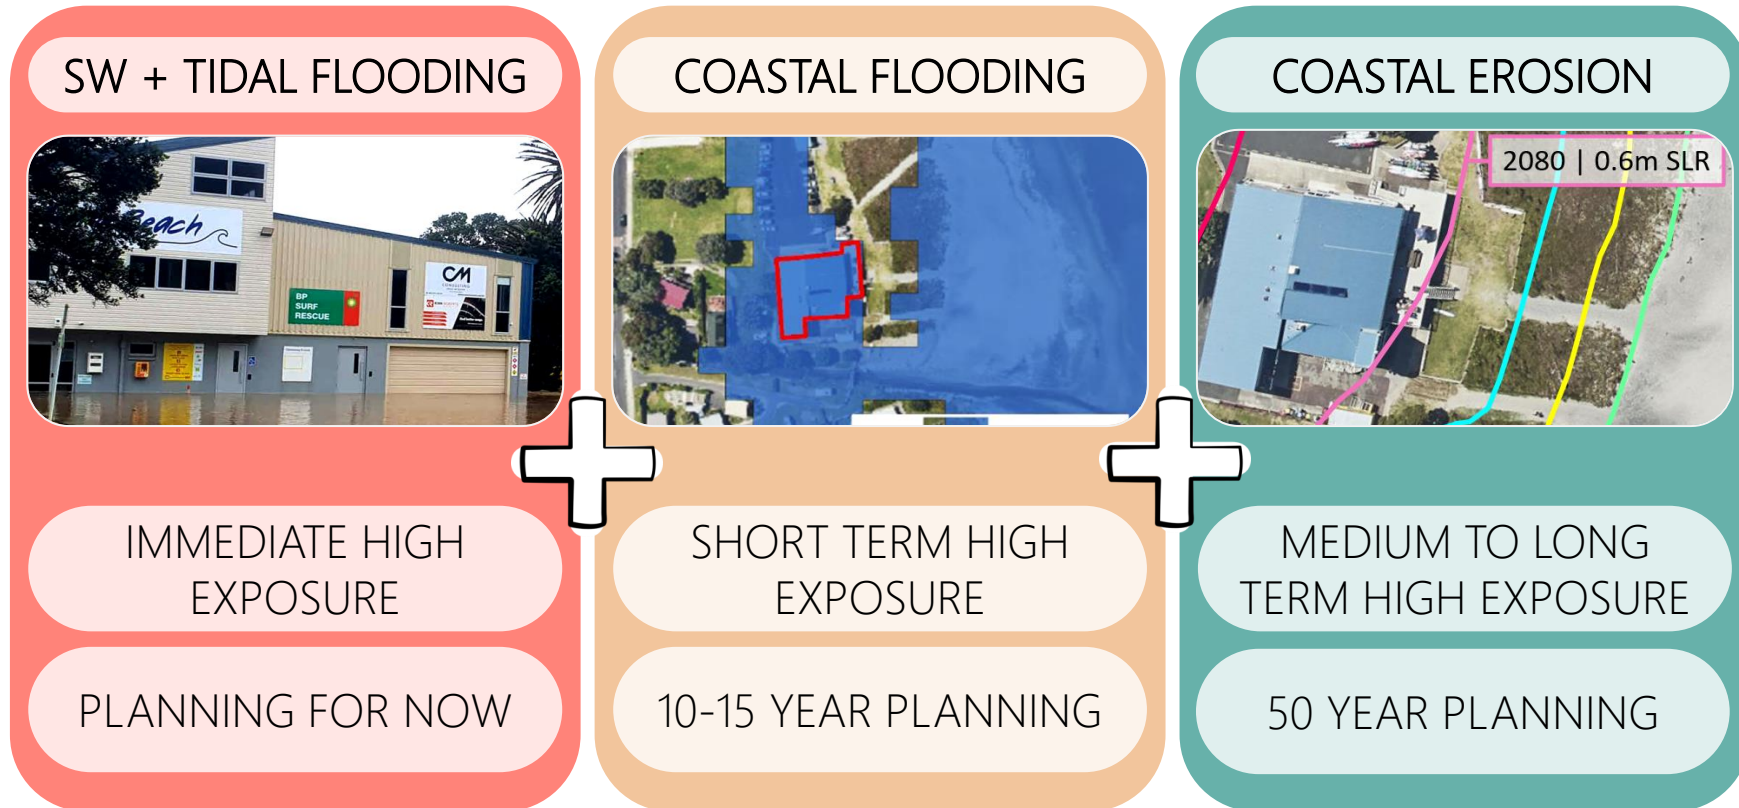 SW + TIDAL FLOODING
Beach
BP
SURF
RESCUE
CM
CONSULTING
IMMEDIATE HIGH
EXPOSURE
PLANNING FOR NOW
COASTAL FLOODING
SHORT TERM HIGH
EXPOSURE
10-15 YEAR PLANNING
COASTAL EROSION
2080 | 0.6m SLR
MEDIUM TO LONG
TERM HIGH EXPOSURE
50 YEAR PLANNING